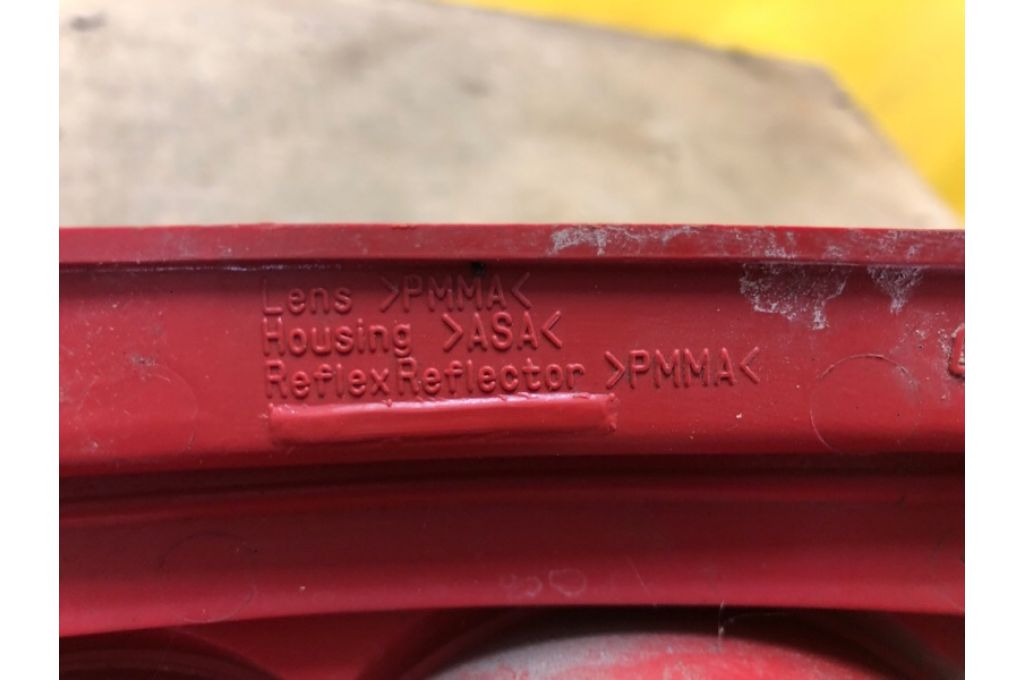 Lens >PMMA<
Housing >ASA<
ReflexReflector >PMMA<